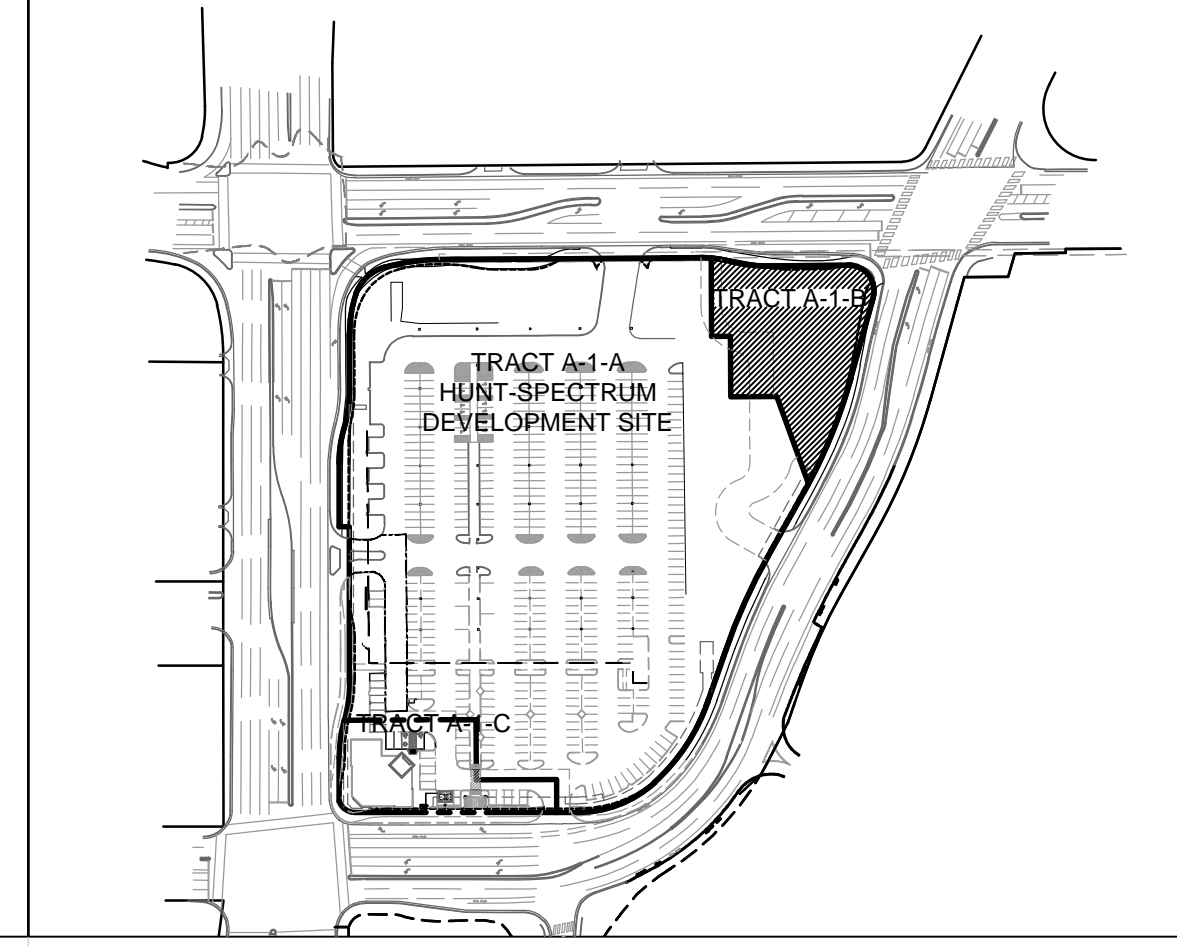 TRACT A-1-B
TRACT A-1-A
HUNT-SPECTRUM
DEVELOPMENT SITE
TRACT A-1-C